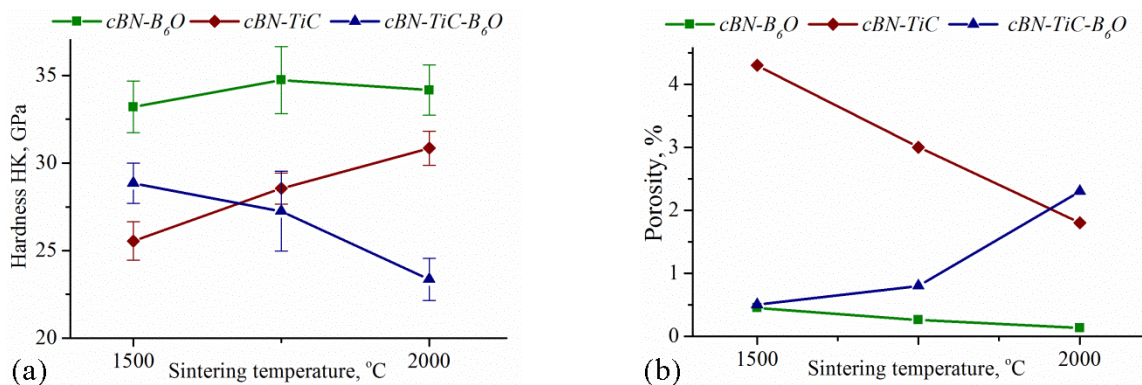 cBN-B₆O cBN-TiC cBN-TiC-B₆O
Hardness HK, GPa
35
30
25
20
1500 2000
Sintering temperature, °C
(a)
cBN-B₆O cBN-TiC cBN-TiC-B₆O
Porosity, %
4
3
2
1
0
1500 2000
Sintering temperature, °C
(b)